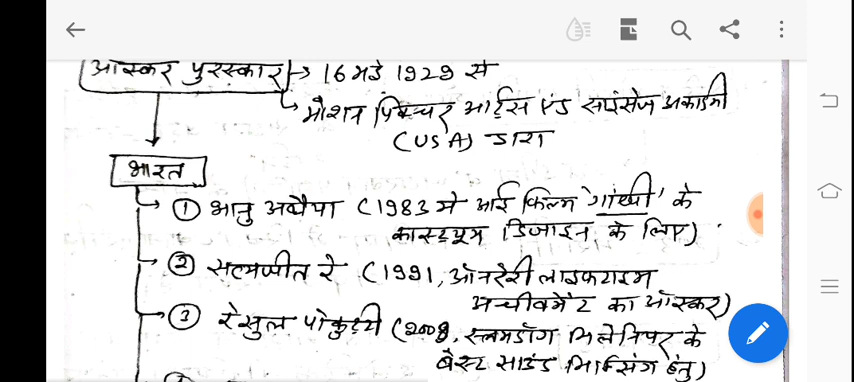 ऑस्कर पुरस्कार → 16 मई 1929 से
→ मोशन पिक्चर आर्ट्स एंड साइंसेज अकादमी
(USA) द्वारा
भारत
① भानु अथैया (1983 मे आई फिल्म 'गांधी' के
कास्ट्यूम डिजाइन के लिए)
② सत्यजीत रे (1991, ऑनरेरी लाइफटाइम
अचीवमेंट का ऑस्कर)
③ रेसुल पोकुट्टी (2008, स्लमडॉग मिलेनियर के
बेस्ट साउंड मिक्सिंग हेतु)